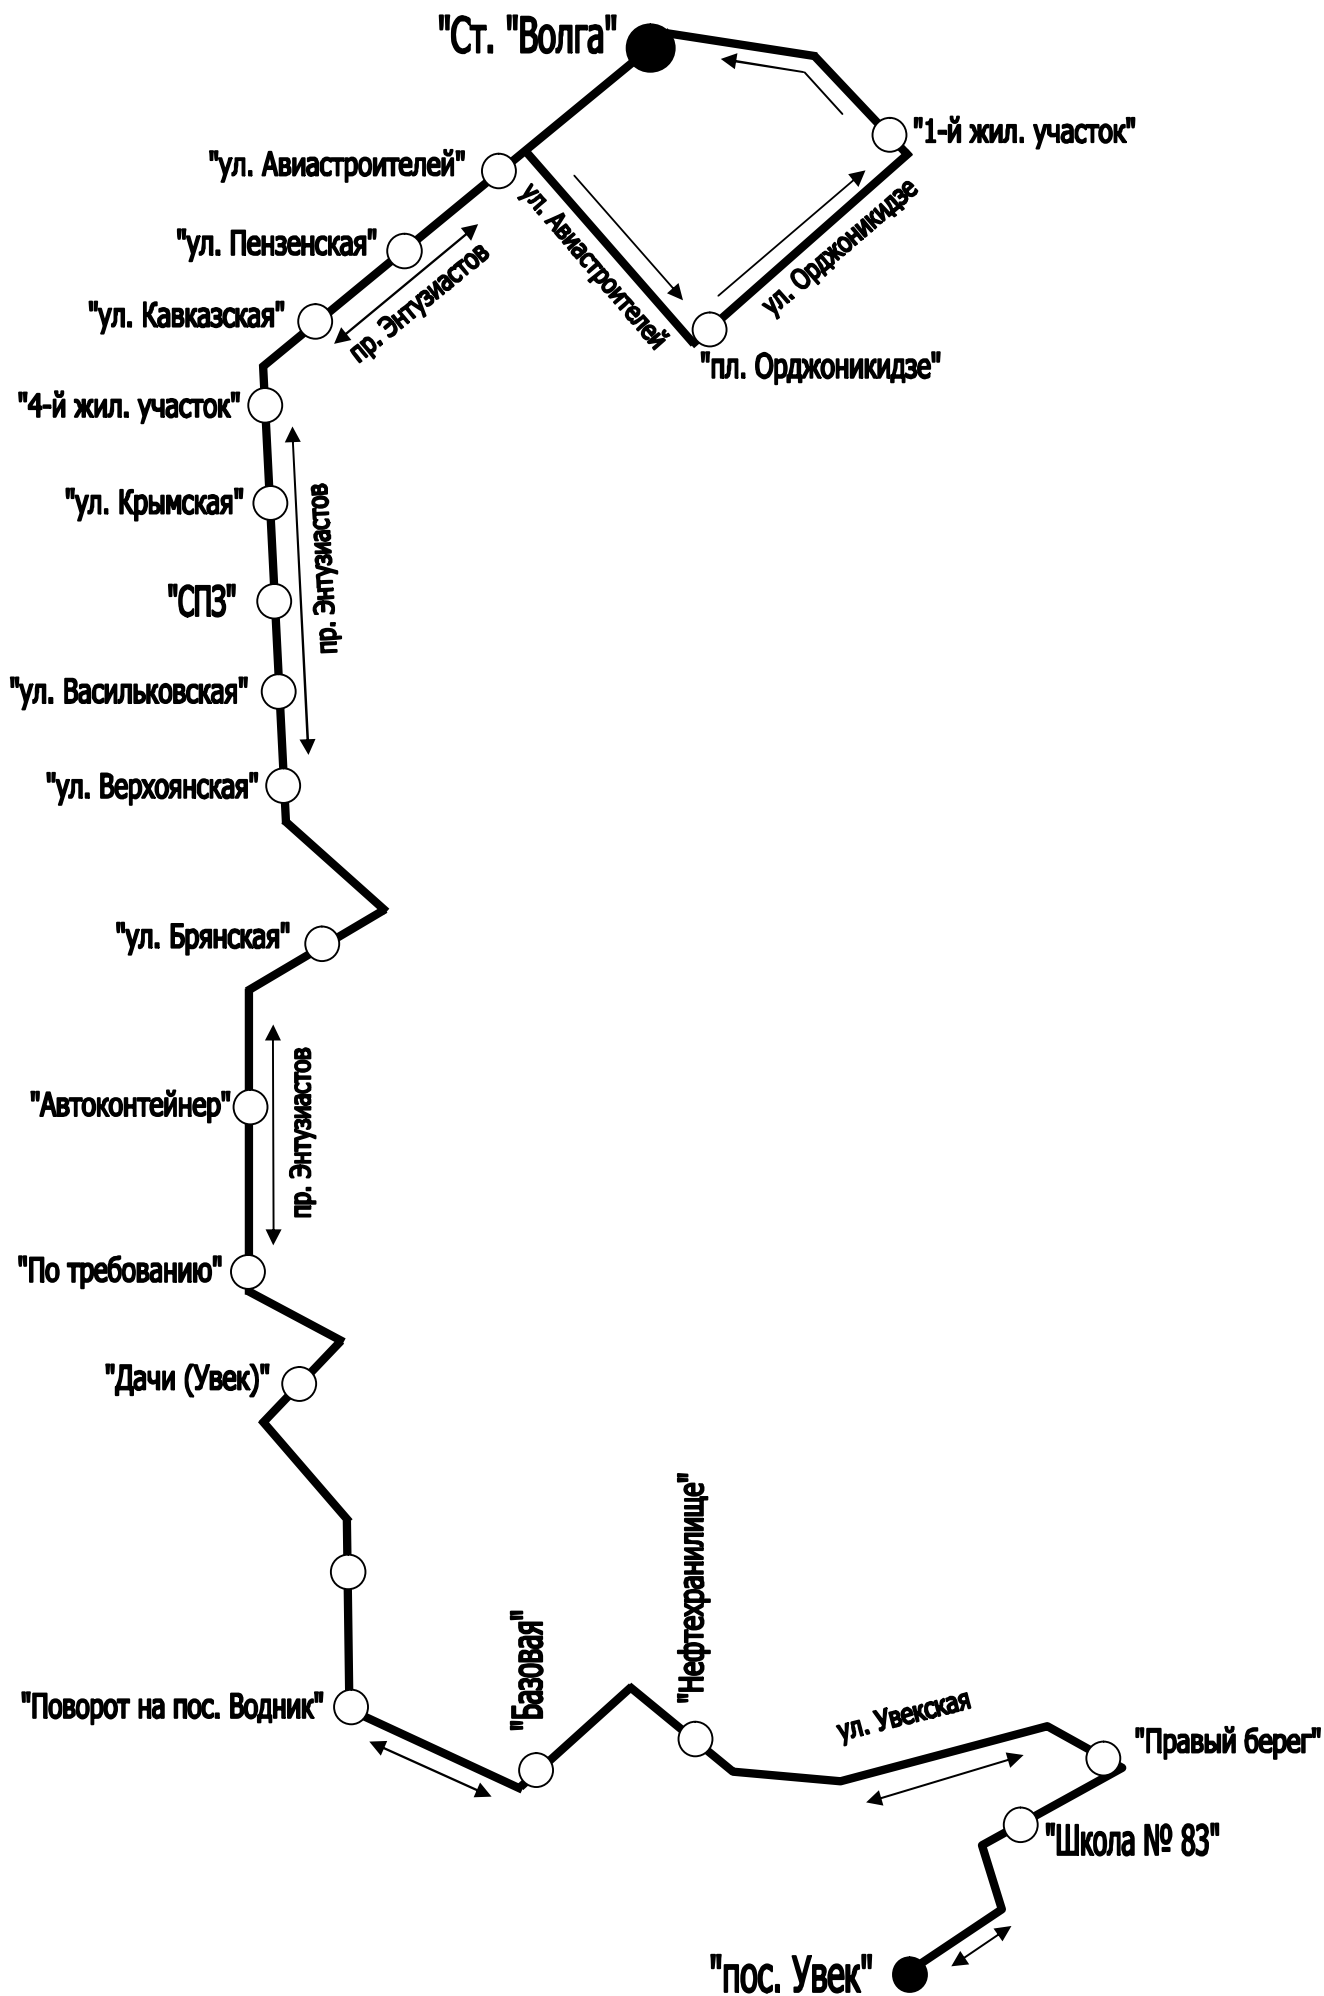 "Ст. "Волга"
"1-й жил. участок"
"ул. Авиастроителей"
ул. Авиастроителей
ул. Орджоникидзе
"ул. Пензенская"
пр. Энтузиастов
"ул. Кавказская"
"пл. Орджоникидзе"
"4-й жил. участок"
"ул. Крымская"
пр. Энтузиастов
"СПЗ"
"ул. Васильковская"
"ул. Верхоянская"
"ул. Брянская"
"Автоконтейнер"
пр. Энтузиастов
"По требованию"
"Дачи (Увек)"
"Нефтехранилище"
"Базовая"
"Поворот на пос. Водник"
ул. Увекская
"Правый берег"
"Школа № 83"
"пос. Увек"